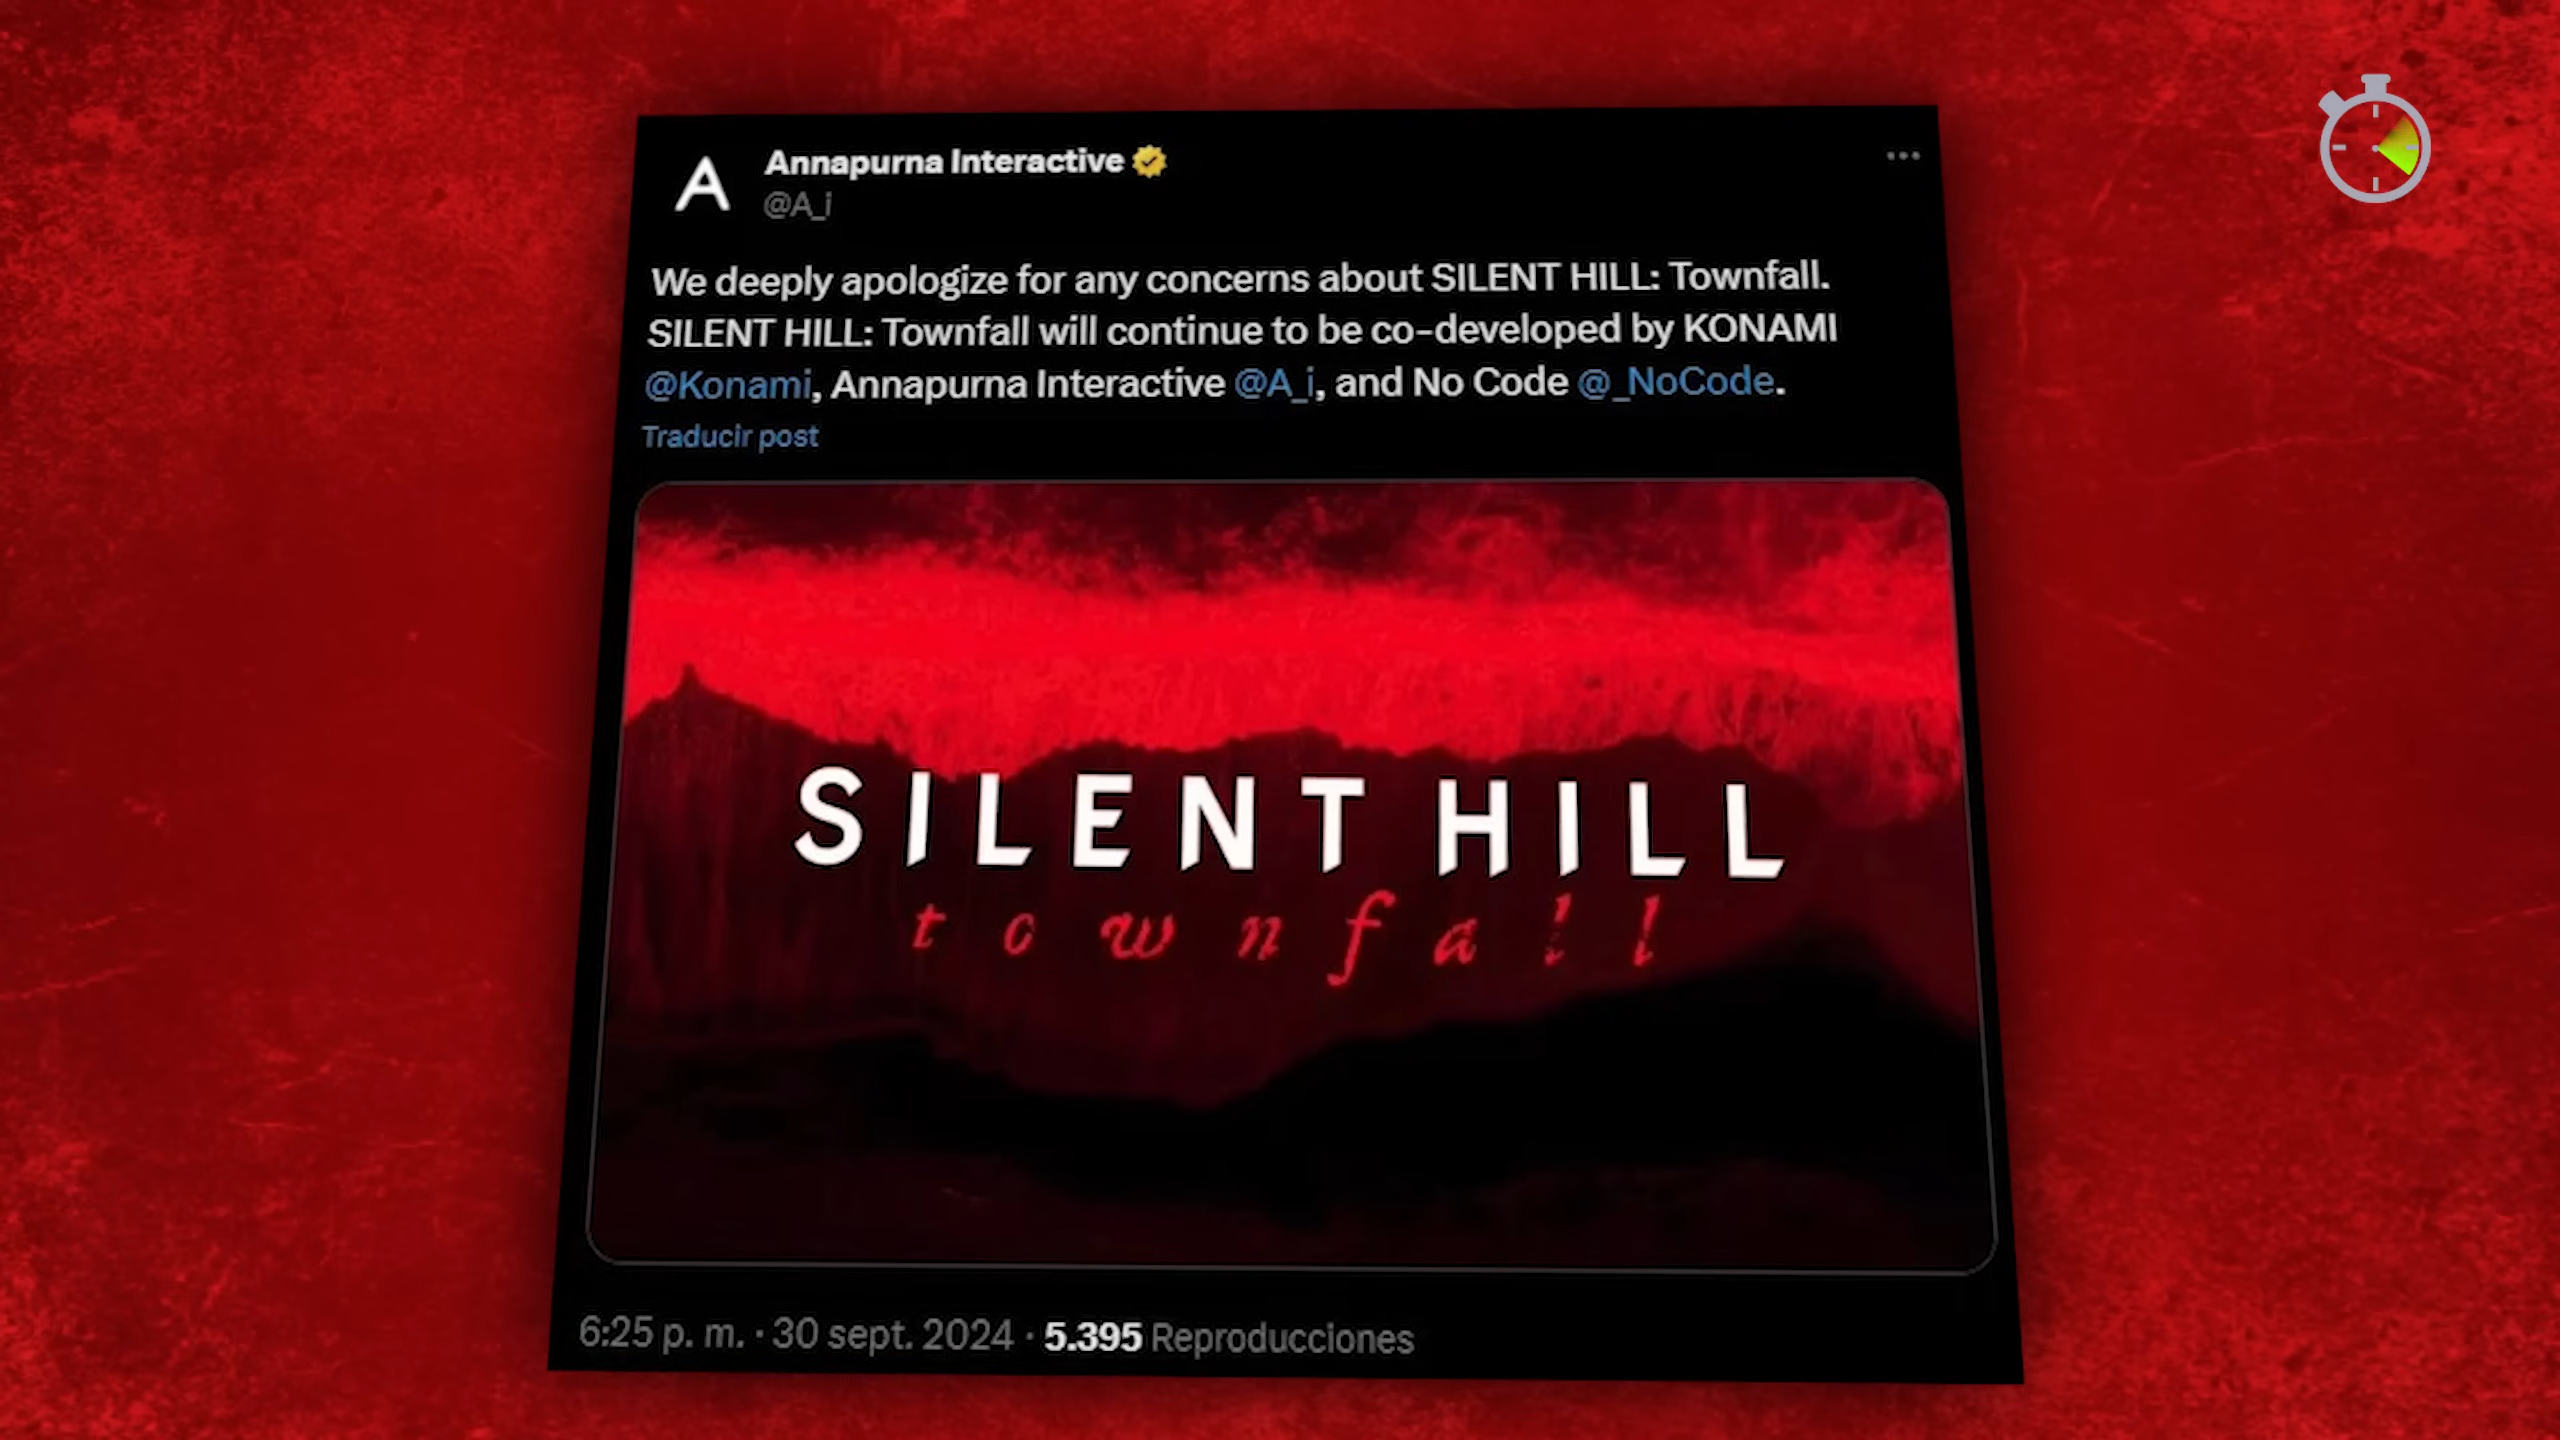 Annapurna Interactive
@A_i
We deeply apologize for any concerns about SILENT HILL: Townfall.
SILENT HILL: Townfall will continue to be co-developed by KONAMI
@Konami, Annapurna Interactive @A_i, and No Code @_NoCode.
Traducir post
SILENT HILL
townfall
6:25 p. m. · 30 sept. 2024 · 5.395 Reproducciones